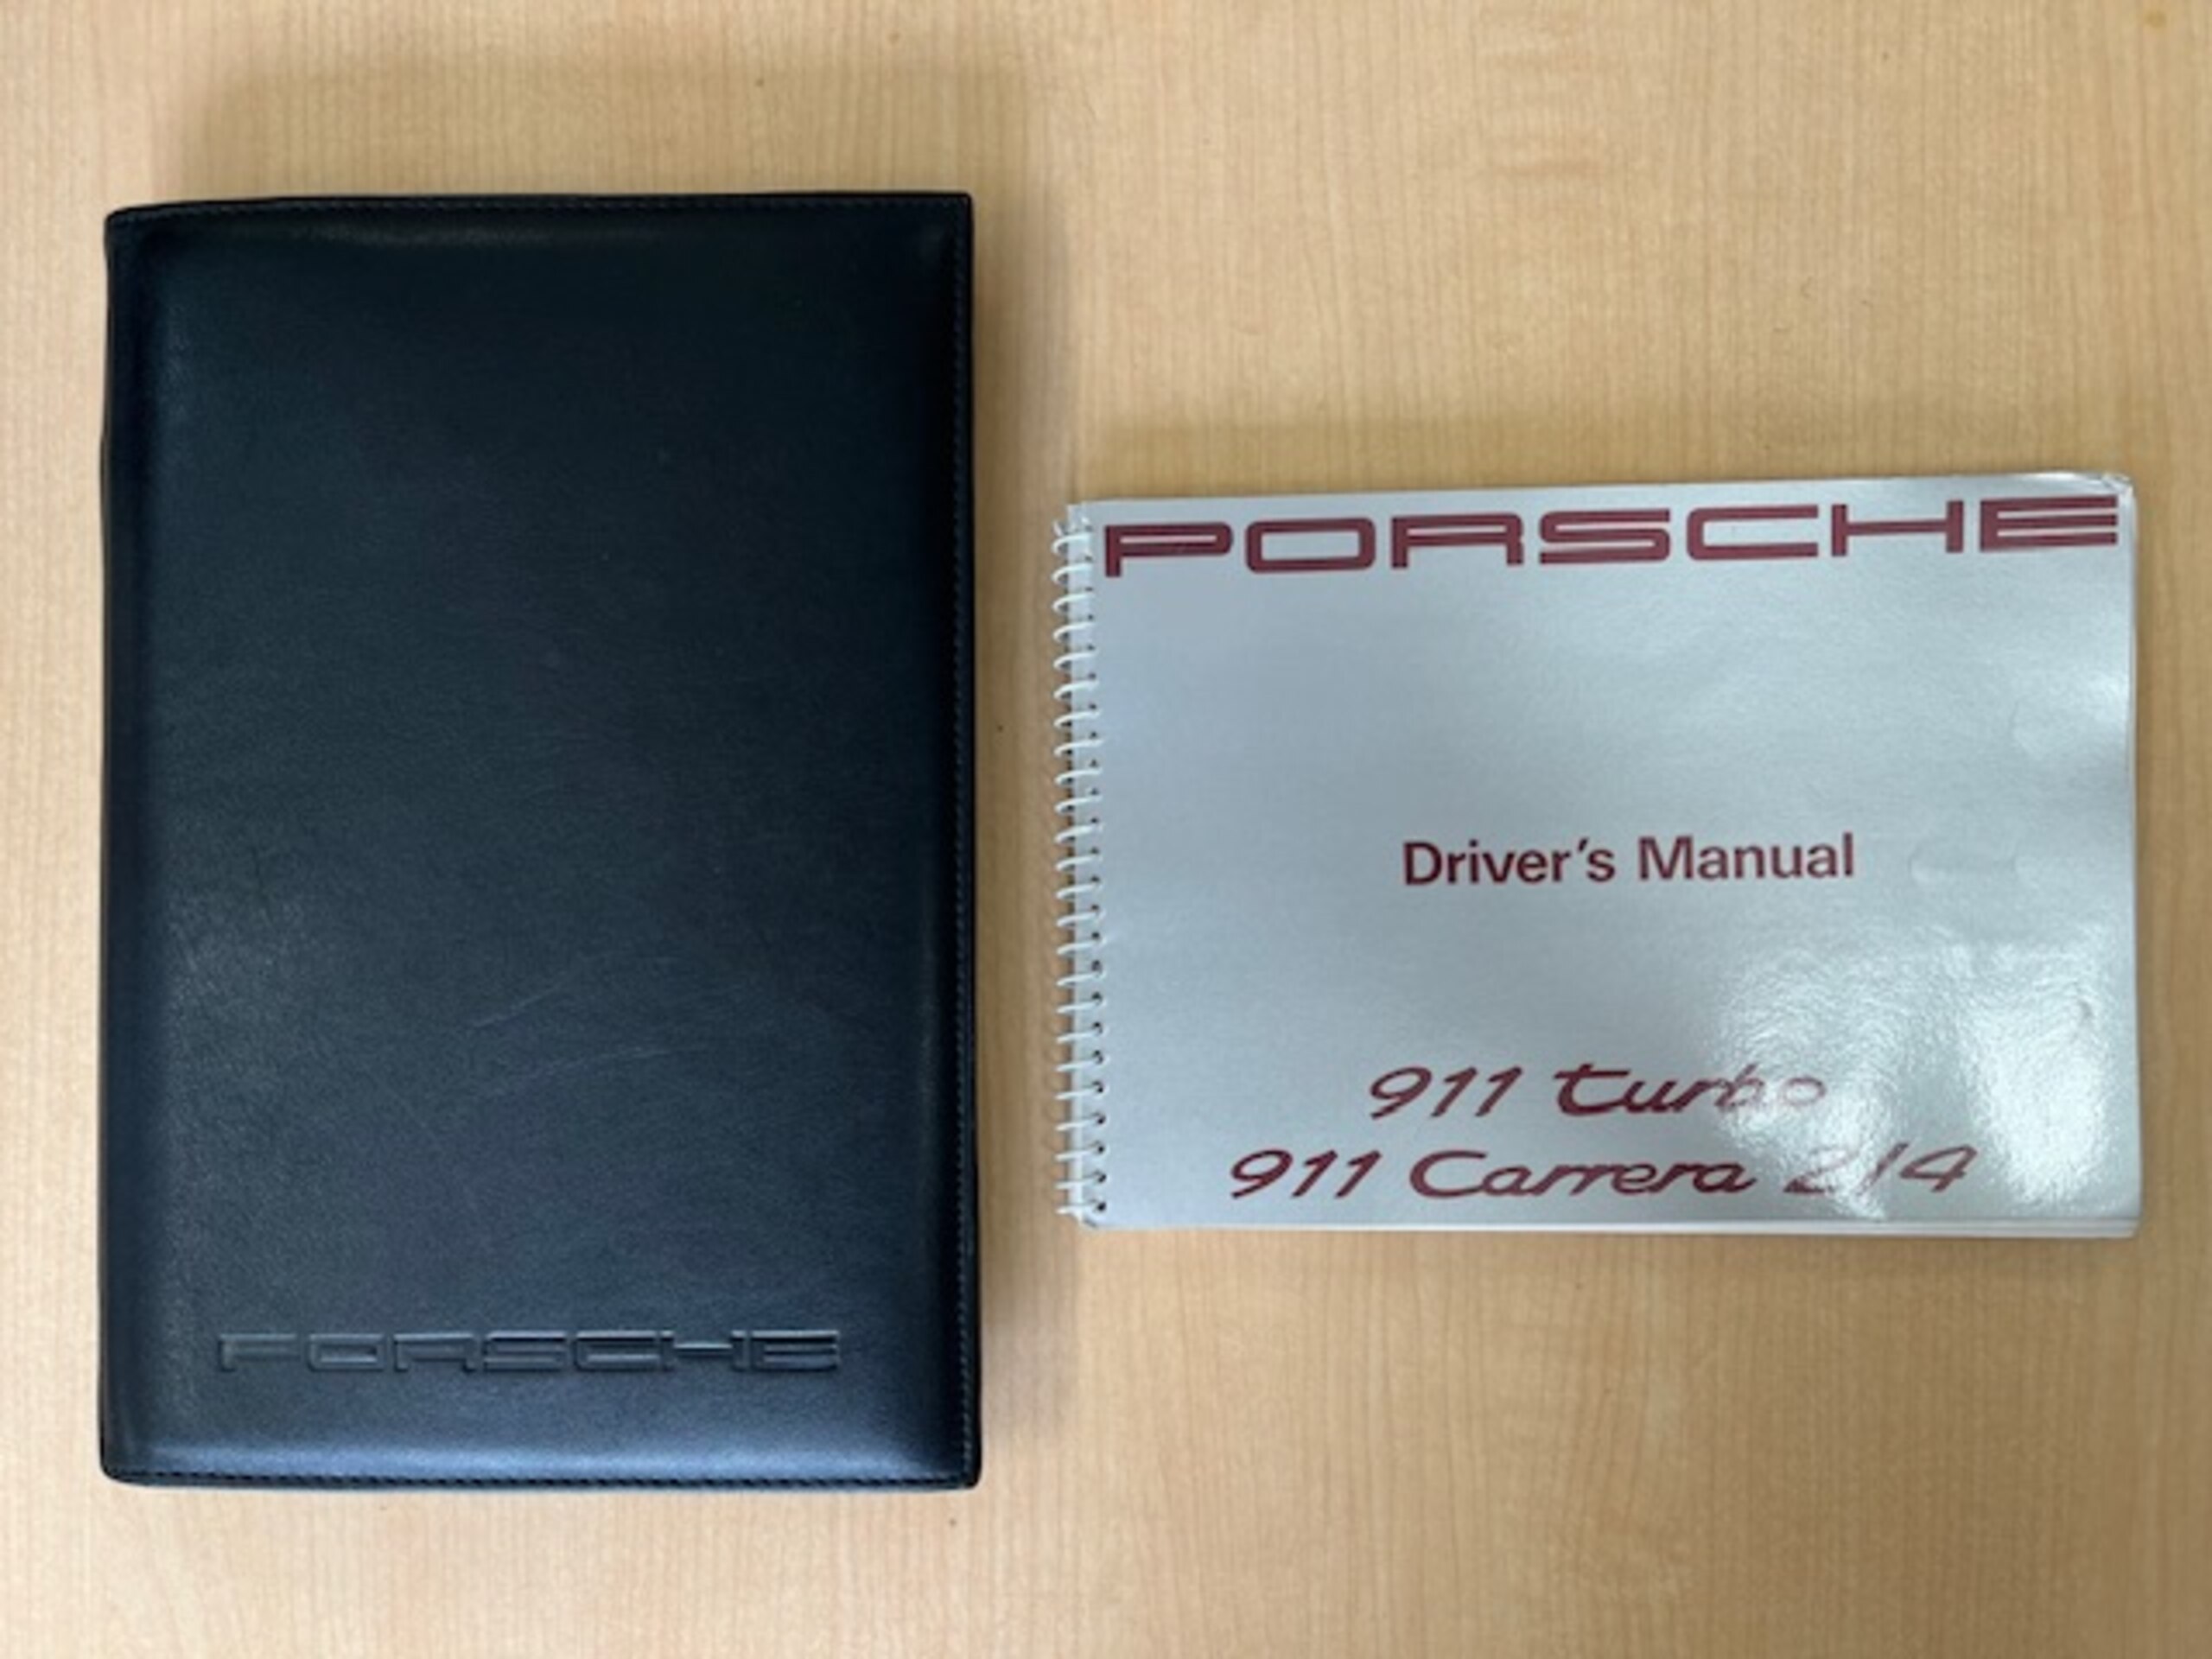 PORSCHE
PORSCHE
Driver's Manual
911 turbo
911 Carrera 2/4